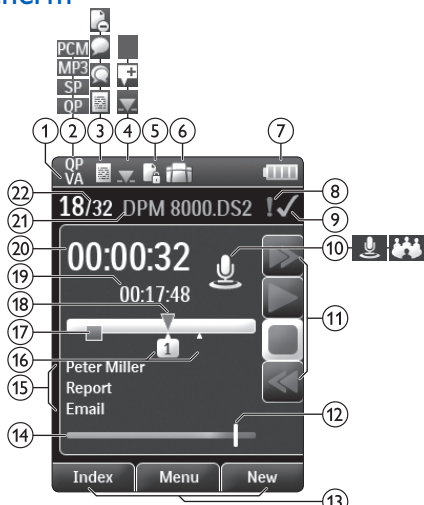 PCM
MP3
SP
QP
1 2 3 4 5 6 7
QP
VA
22 8
18/32 DPM 8000.DS2
21 9
20 00:00:32 10
19 00:17:48
18
11
17
16 1
Peter Miller
15 Report
Email
12
14
Index Menu New
13